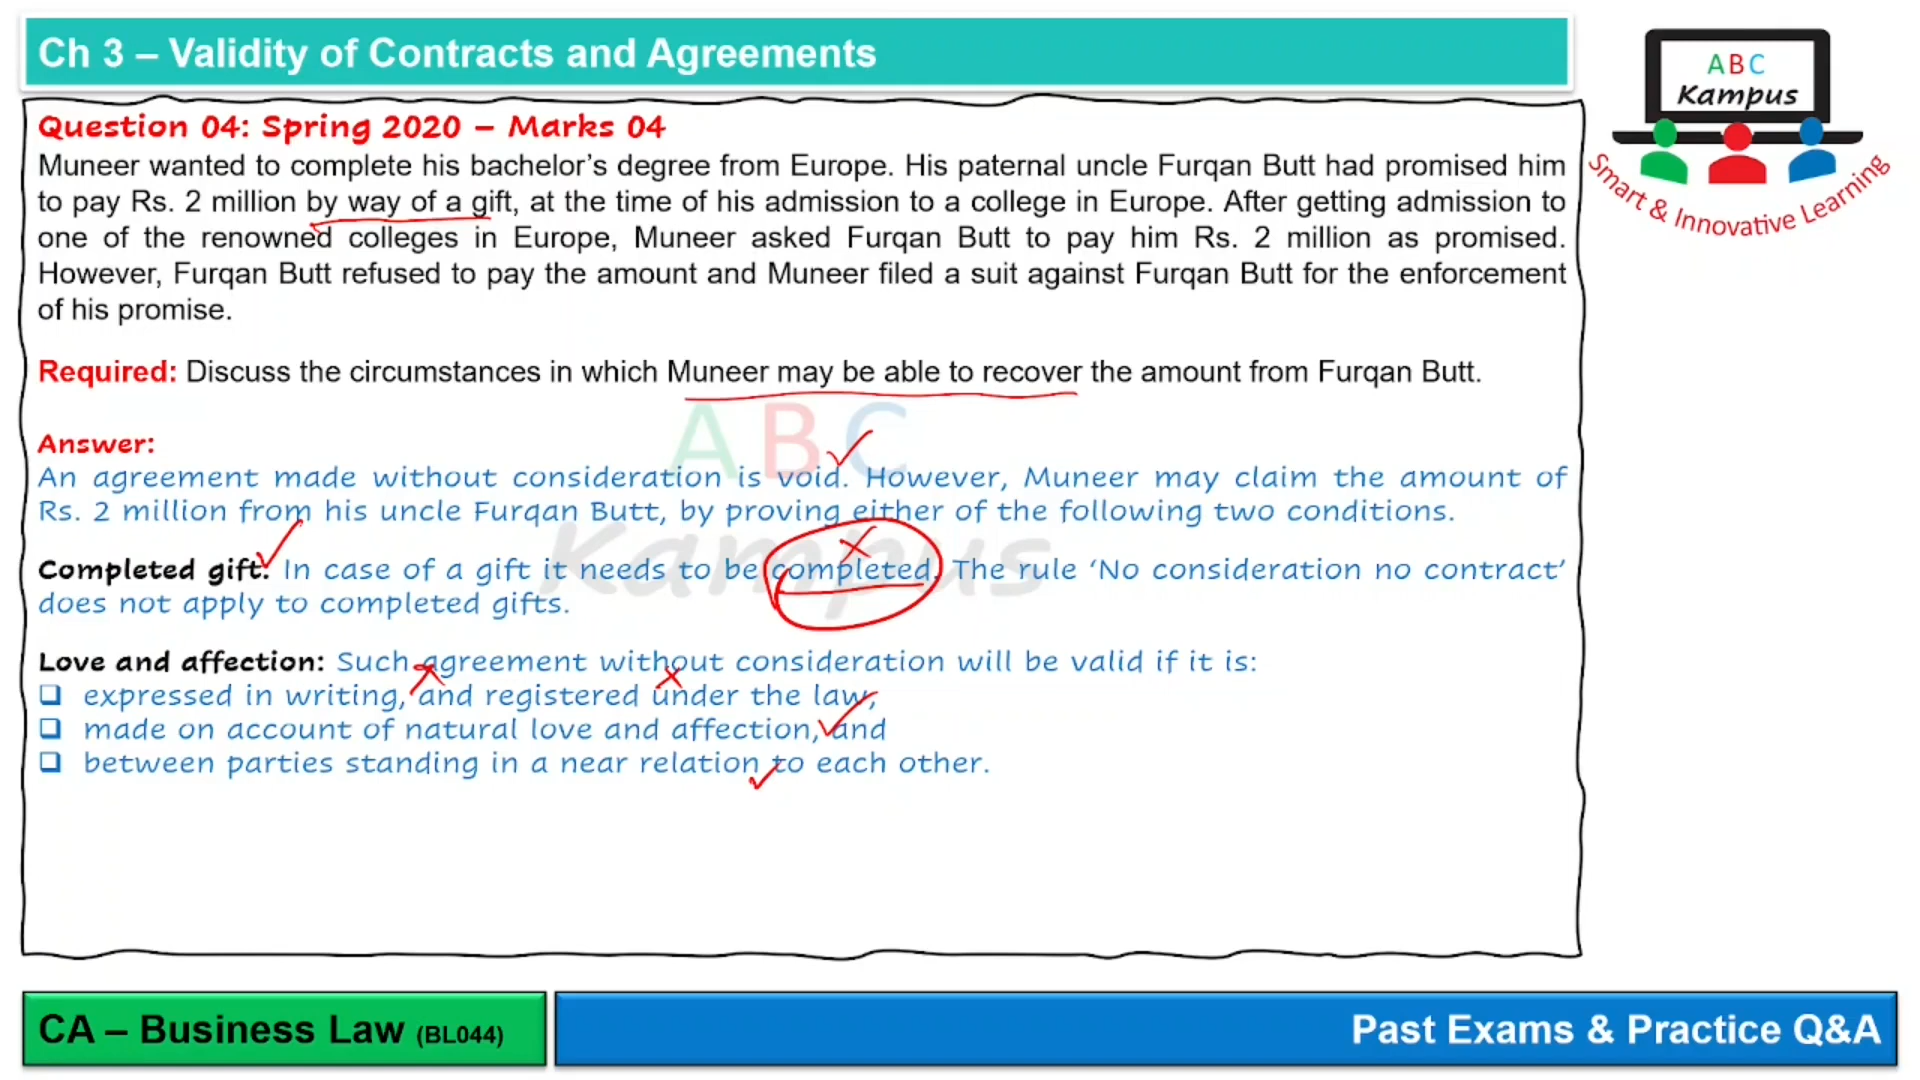 Ch 3 – Validity of Contracts and Agreements
ABC
Kampus
Smart & Innovative Learning
Question 04: Spring 2020 – Marks 04
Muneer wanted to complete his bachelor's degree from Europe. His paternal uncle Furqan Butt had promised him
to pay Rs. 2 million by way of a gift, at the time of his admission to a college in Europe. After getting admission to
one of the renowned colleges in Europe, Muneer asked Furqan Butt to pay him Rs. 2 million as promised.
However, Furqan Butt refused to pay the amount and Muneer filed a suit against Furqan Butt for the enforcement
of his promise.
Required: Discuss the circumstances in which Muneer may be able to recover the amount from Furqan Butt.
ABC
Kampus
Answer:
An agreement made without consideration is void. However, Muneer may claim the amount of
Rs. 2 million from his uncle Furqan Butt, by proving either of the following two conditions.
Completed gift: In case of a gift it needs to be completed. The rule 'No consideration no contract'
does not apply to completed gifts.
Love and affection: Such agreement without consideration will be valid if it is:
❑ expressed in writing, and registered under the law,
❑ made on account of natural love and affection, and
❑ between parties standing in a near relation to each other.
CA – Business Law (BL044)
Past Exams & Practice Q&A